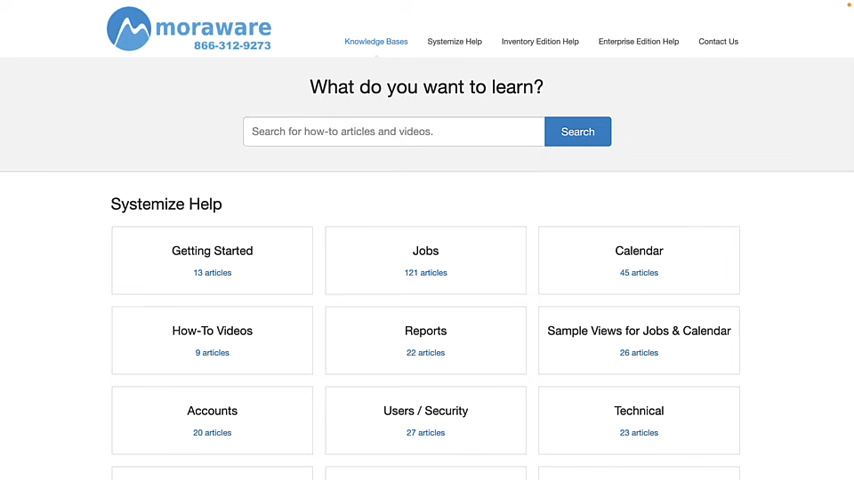 moraware
866-312-9273
Knowledge Bases
Systemize Help
Inventory Edition Help
Enterprise Edition Help
Contact Us
What do you want to learn?
Search for how-to articles and videos.
Search
Systemize Help
Getting Started
13 articles
Jobs
121 articles
Calendar
45 articles
How-To Videos
9 articles
Reports
22 articles
Sample Views for Jobs & Calendar
26 articles
Accounts
20 articles
Users / Security
27 articles
Technical
23 articles